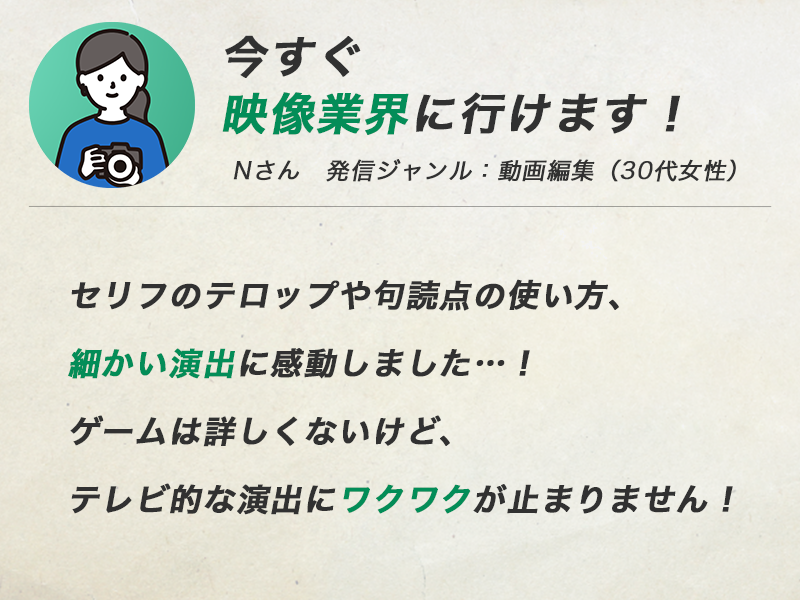 今すぐ
映像業界に行けます！
Nさん　発信ジャンル：動画編集（30代女性）
セリフのテロップや句読点の使い方、
細かい演出に感動しました…！
ゲームは詳しくないけど、
テレビ的な演出にワクワクが止まりません！